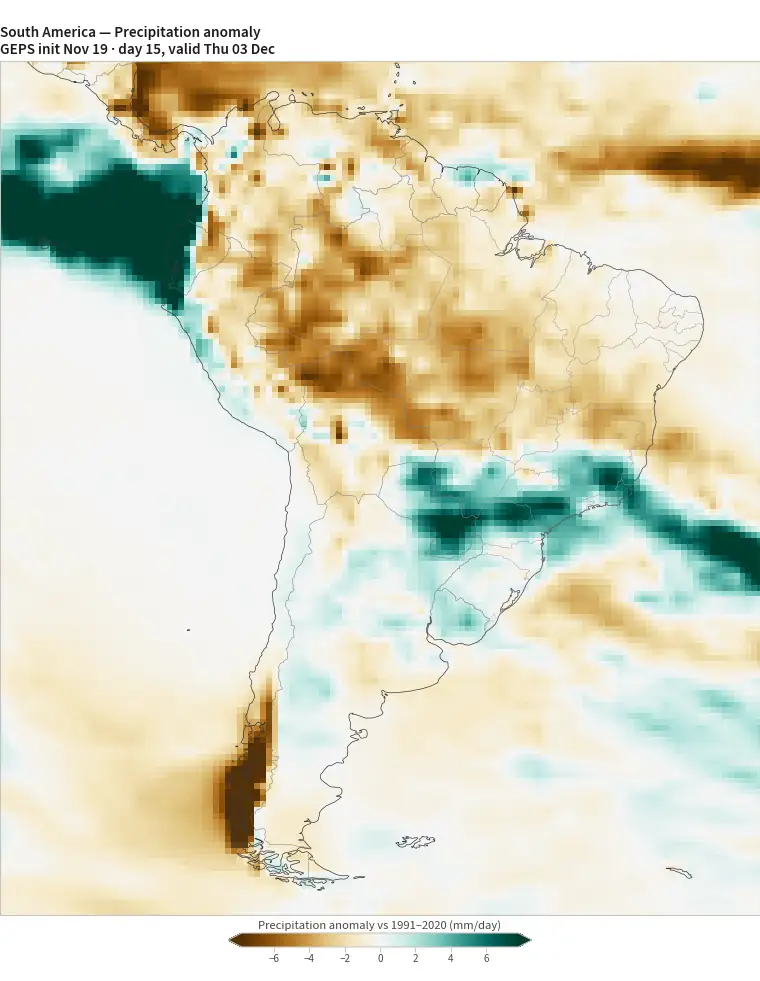 South America — Precipitation anomaly
GEPS init Nov 19 · day 15, valid Thu 03 Dec
Precipitation anomaly vs 1991–2020 (mm/day)
−6 −4 −2 0 2 4 6